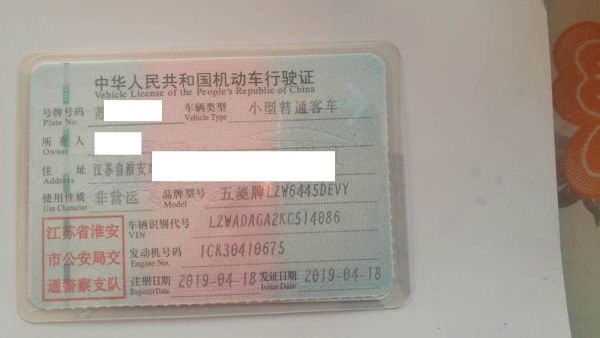 中华人民共和国机动车行驶证
Vehicle License of the People's Republic of China
号牌号码 苏 车辆类型 小型普通客车
Plate No. Vehicle Type
所有人
Owner
住址 江苏省淮安
Address
使用性质 非营运 品牌型号 五菱牌LZW6445DEVY
Use Character Model
江苏省淮安
市公安局交
通警察支队
车辆识别代号 LZWADAGA2KC514086
VIN
发动机号码 ICK30410675
Engine No.
注册日期 2019-04-18 发证日期 2019-04-18
Register Date Issue Date